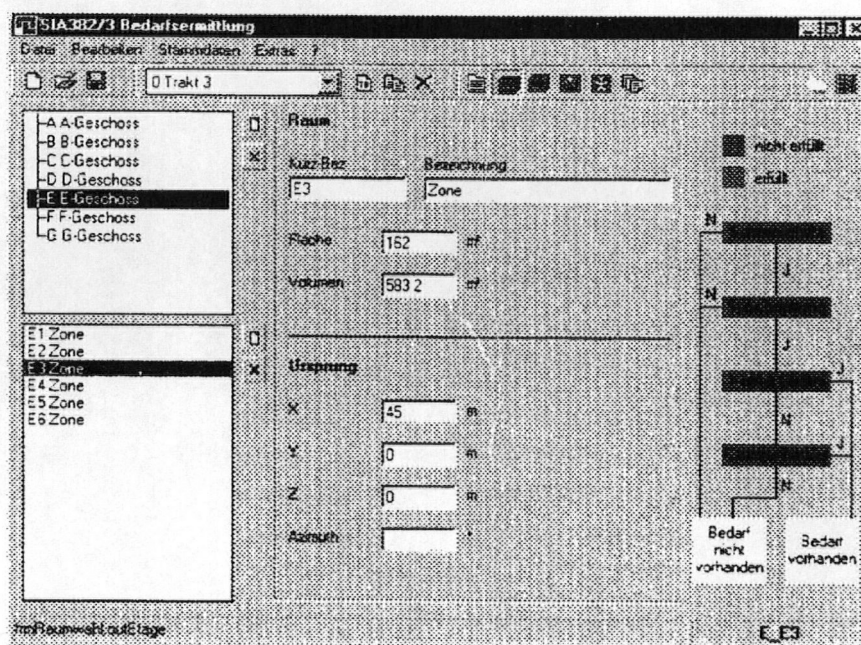 SIA382/3 Bedarfsermittlung
Datei Bearbeiten Stammdaten Extras ?
0 Trakt 3
A A-Geschoss
B B-Geschoss
C C-Geschoss
D D-Geschoss
E E-Geschoss
F F-Geschoss
G G-Geschoss
E1 Zone
E2 Zone
E3 Zone
E4 Zone
E5 Zone
E6 Zone
Raum
Kurz-Bez.
Bezeichnung
E3
Zone
Fläche
162
m²
Volumen
583.2
m³
Ursprung
X
45
m
Y
0
m
Z
0
m
Azimuth
°
nicht erfüllt
erfüllt
N
J
N
J
J
N
J
N
Bedarf
nicht
vorhanden
Bedarf
vorhanden
E_E3